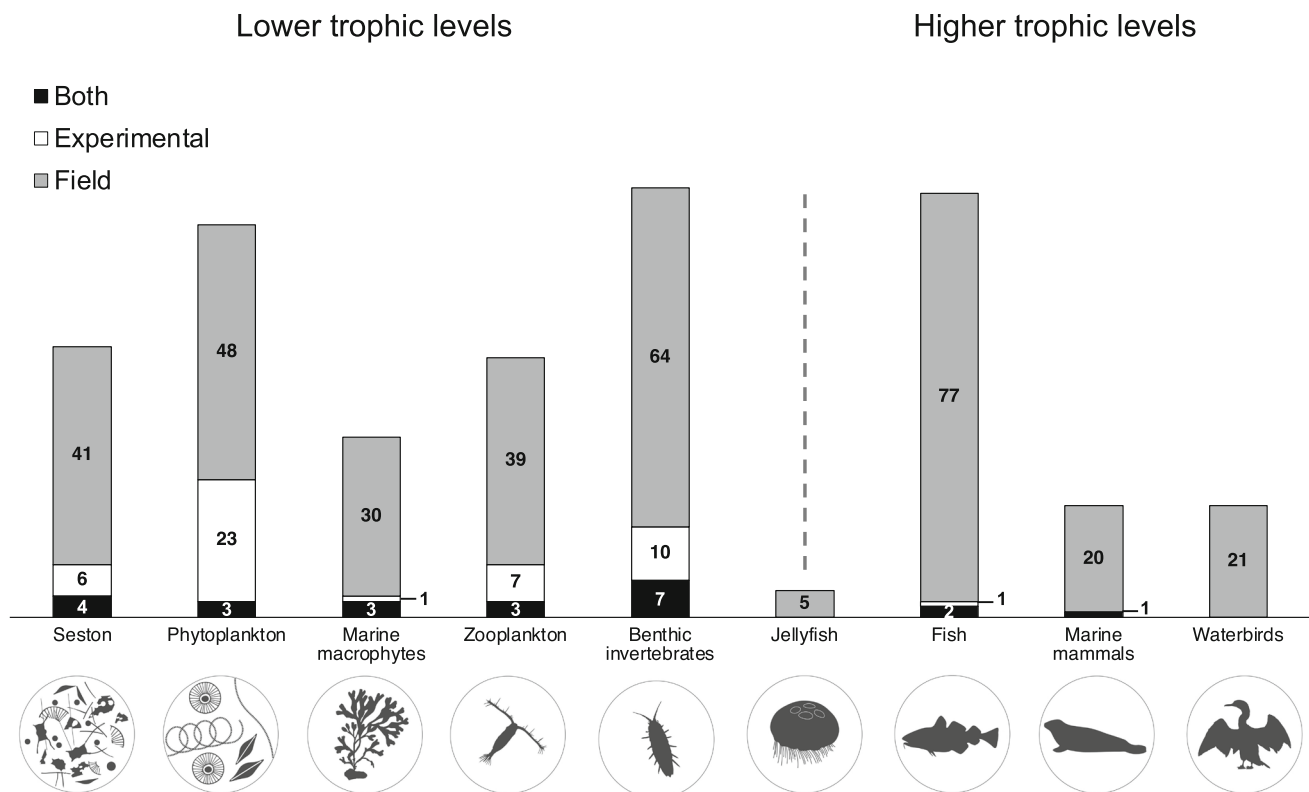 Lower trophic levels
Higher trophic levels
Both
Experimental
Field
41
6
4
48
23
3
30
1
3
39
7
3
64
10
7
5
77
1
2
20
1
21
Seston
Phytoplankton
Marine
macrophytes
Zooplankton
Benthic
invertebrates
Jellyfish
Fish
Marine
mammals
Waterbirds